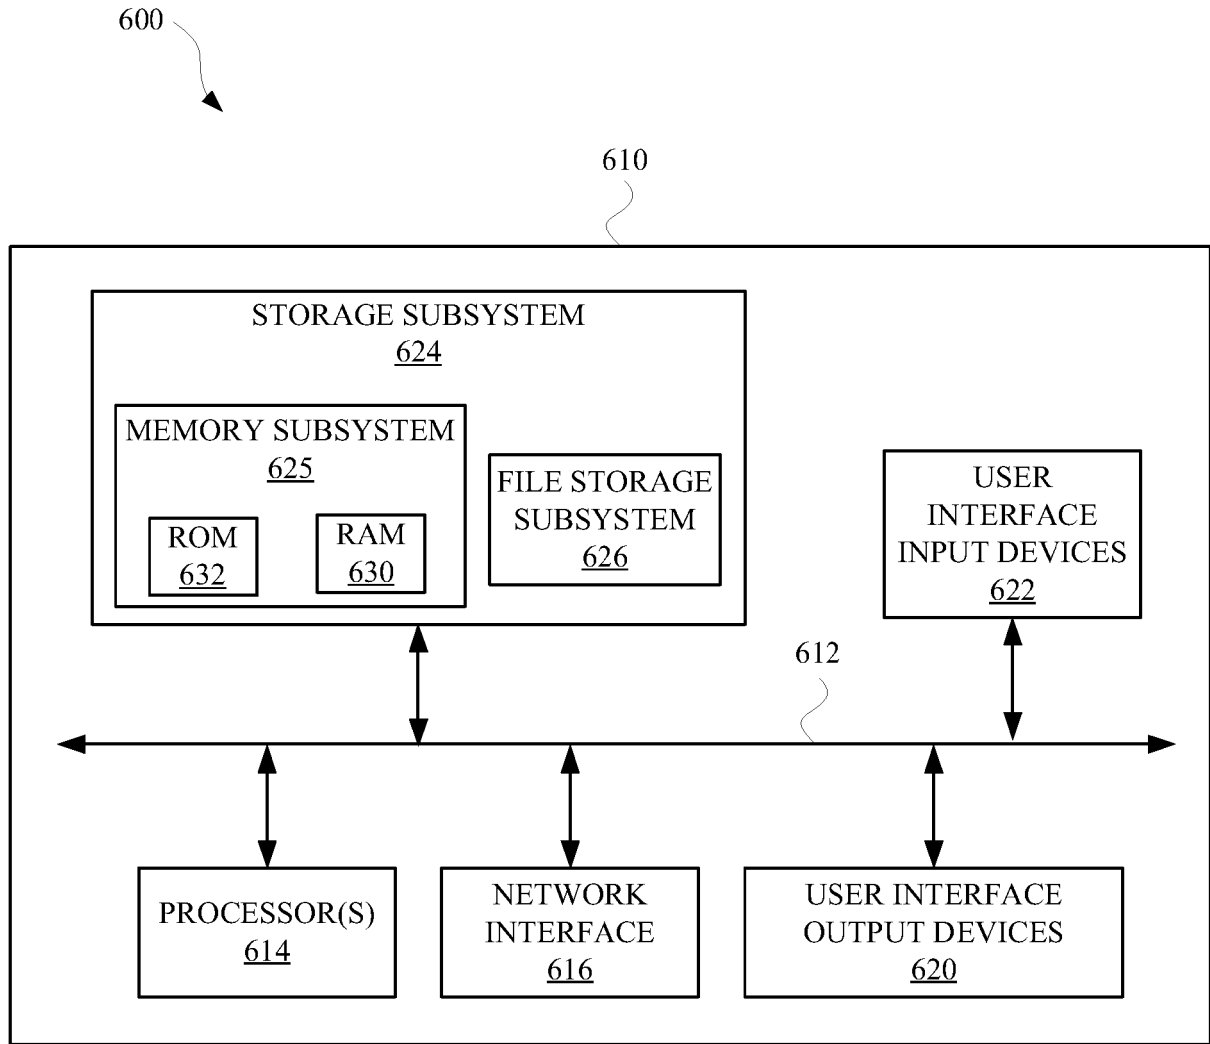 600
610
STORAGE SUBSYSTEM
624
MEMORY SUBSYSTEM
625
ROM
632
RAM
630
FILE STORAGE
SUBSYSTEM
626
USER
INTERFACE
INPUT DEVICES
622
612
PROCESSOR(S)
614
NETWORK
INTERFACE
616
USER INTERFACE
OUTPUT DEVICES
620